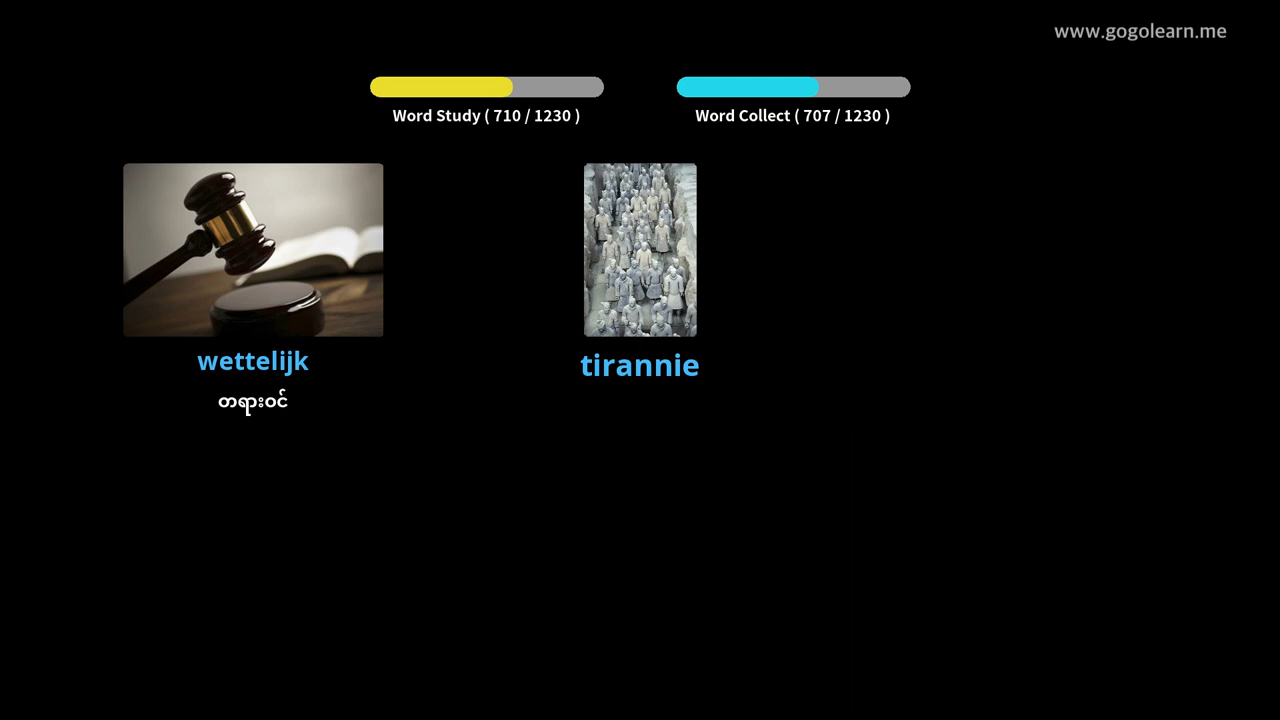 www.gogolearn.me
Word Study ( 710 / 1230 )
Word Collect ( 707 / 1230 )
wettelijk
တရားဝင်
tirannie